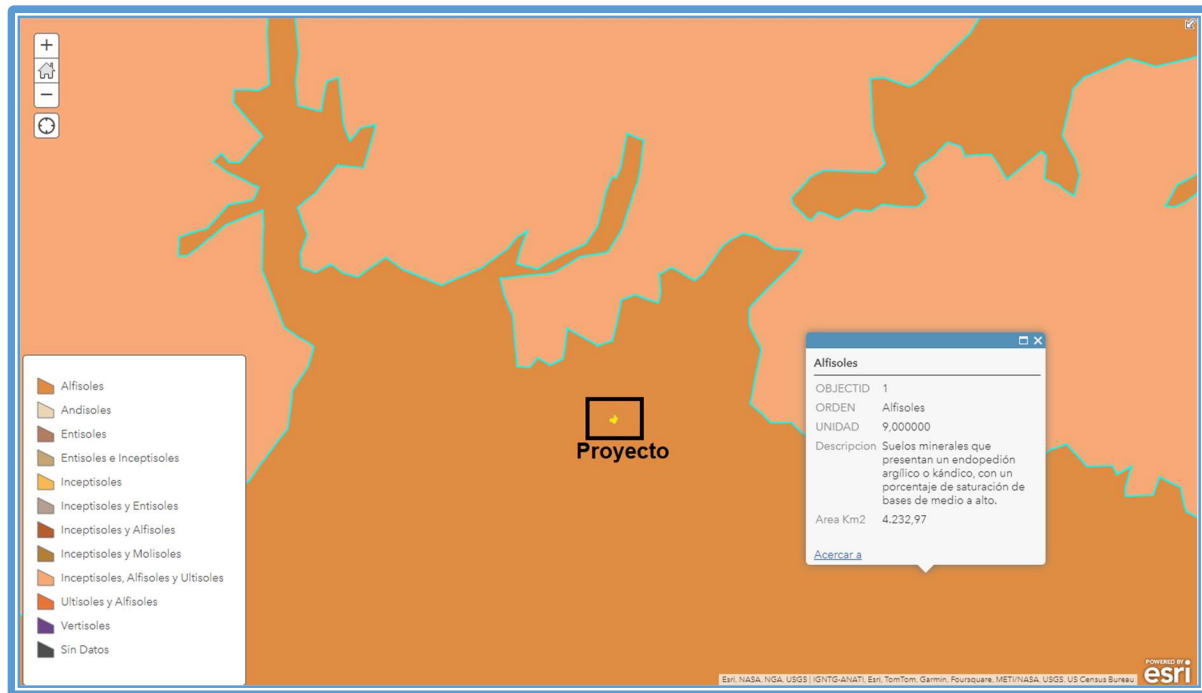 Alfisoles
Andisoles
Entisoles
Entisoles e Inceptisoles
Inceptisoles
Inceptisoles y Entisoles
Inceptisoles y Alfisoles
Inceptisoles y Molisoles
Inceptisoles, Alfisoles y Ultisoles
Ultisoles y Alfisoles
Vertisoles
Sin Datos
Proyecto
Alfisoles
OBJECTID 1
ORDEN Alfisoles
UNIDAD 9,000000
Descripcion Suelos minerales que
presentan un endopedión
argílico o kándico, con un
porcentaje de saturación de
bases de medio a alto.
Area Km2 4.232,97
Acercar a
Esri, NASA, NGA, USGS | IGNTG-ANATI, Esri, TomTom, Garmin, Foursquare, METI/NASA, USGS, US Census Bureau
POWERED BY
esri